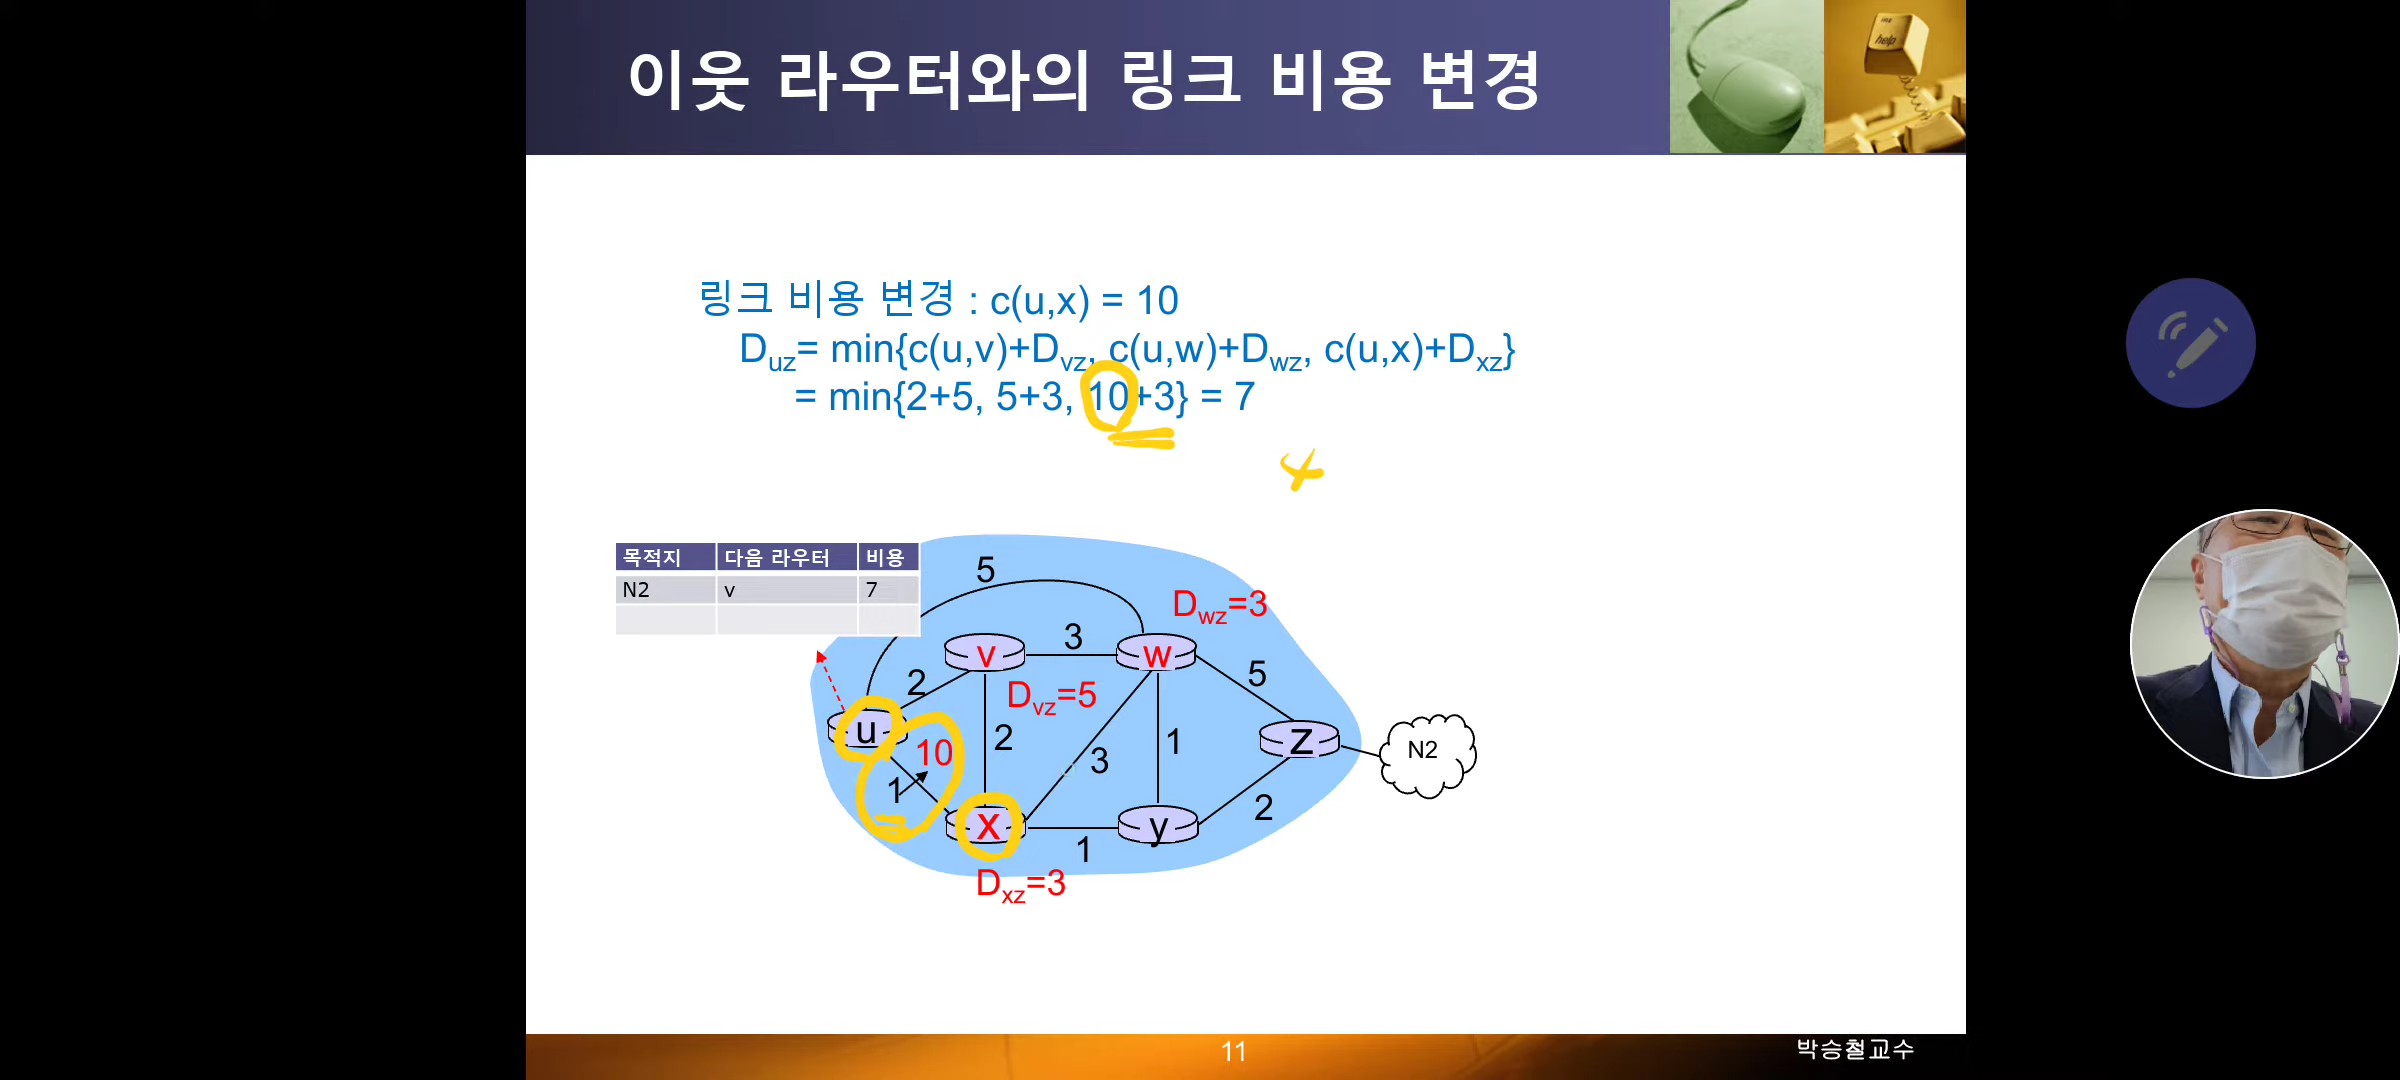 이웃 라우터와의 링크 비용 변경
help
링크 비용 변경 : c(u,x) = 10
Duz= min{c(u,v)+Dvz, c(u,w)+Dwz, c(u,x)+Dxz}
= min{2+5, 5+3, 10+3} = 7
목적지 다음 라우터 비용
N2 v 7
5
Dwz=3
v 3 w
2 Dvz=5 5
u 10 2 3 1 z N2
1
x y 2
1
Dxz=3
11
박승철교수